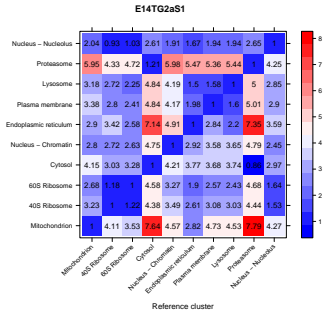 E14TG2aS1
Nucleus − Nucleolus 2.04 0.93 1.03 2.61 1.91 1.67 1.94 1.94 2.65 1
Proteasome 5.95 4.33 4.72 1.21 5.98 5.47 5.36 5.44 1 4.25
Lysosome 3.18 2.72 2.25 4.84 4.19 1.5 1.58 1 5 2.85
Plasma membrane 3.38 2.8 2.41 4.84 4.17 1.98 1 1.6 5.01 2.9
Endoplasmic reticulum 2.9 3.42 2.58 7.14 4.91 1 2.84 2.2 7.35 3.59
Nucleus − Chromatin 2.8 2.72 2.63 4.75 1 2.92 3.58 3.65 4.79 2.45
Cytosol 4.15 3.03 3.28 1 4.21 3.77 3.68 3.74 2.97
60S Ribosome 2.68 1.18 1 4.58 3.27 1.9 2.57 2.43 4.68 1.64
40S Ribosome 3.23 1 1.22 4.38 3.49 2.61 3.08 3.03 4.44 1.53
Mitochondrion 1 4.11 3.53 7.64 4.57 2.82 4.73 4.53 7.79 4.27
Mitochondrion 40S Ribosome 60S Ribosome Cytosol Nucleus − Chromatin Endoplasmic reticulum Plasma membrane Lysosome Proteasome Nucleus − Nucleolus
Reference cluster
8
7
6
5
4
3
2
1